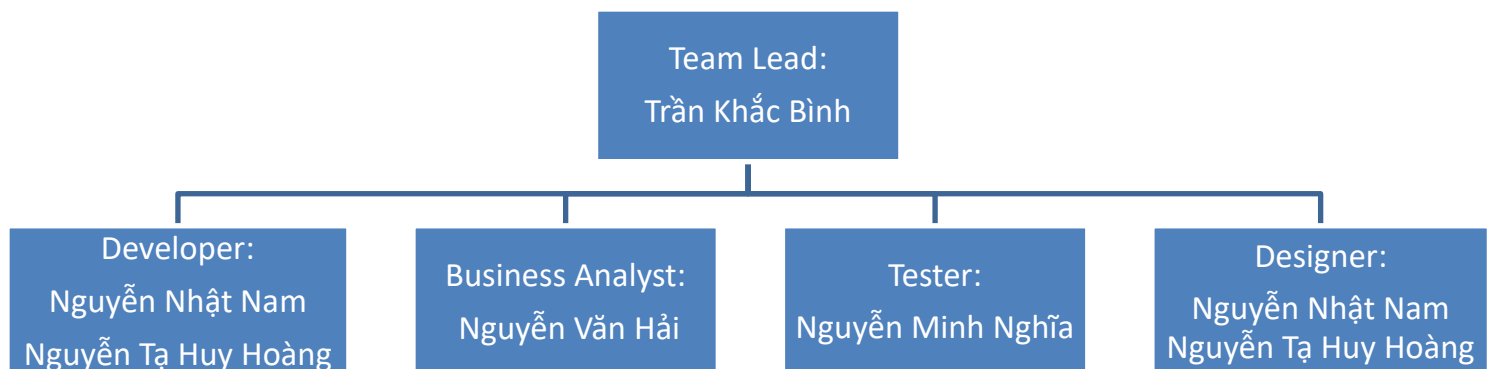 Team Lead:
Trần Khắc Bình
Developer:
Nguyễn Nhật Nam
Nguyễn Tạ Huy Hoàng
Business Analyst:
Nguyễn Văn Hải
Tester:
Nguyễn Minh Nghĩa
Designer:
Nguyễn Nhật Nam
Nguyễn Tạ Huy Hoàng